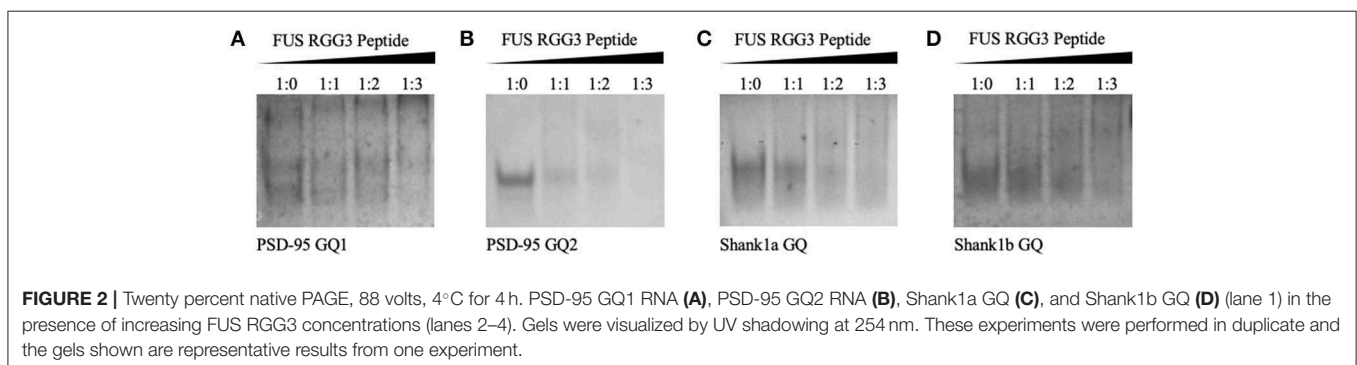 A FUS RGG3 Peptide B FUS RGG3 Peptide C FUS RGG3 Peptide D FUS RGG3 Peptide
1:0 1:1 1:2 1:3 1:0 1:1 1:2 1:3 1:0 1:1 1:2 1:3 1:0 1:1 1:2 1:3
PSD-95 GQ1 PSD-95 GQ2 Shank1a GQ Shank1b GQ
FIGURE 2 | Twenty percent native PAGE, 88 volts, 4°C for 4 h. PSD-95 GQ1 RNA (A), PSD-95 GQ2 RNA (B), Shank1a GQ (C), and Shank1b GQ (D) (lane 1) in the
presence of increasing FUS RGG3 concentrations (lanes 2–4). Gels were visualized by UV shadowing at 254 nm. These experiments were performed in duplicate and
the gels shown are representative results from one experiment.